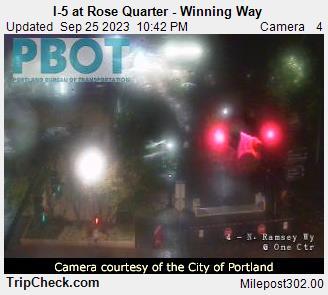 I-5 at Rose Quarter - Winning Way
Updated Sep 25 2023 10:42 PM Camera 4
PBOT
PORTLAND BUREAU OF TRANSPORTATION
4 - N. Ramsey Wy
@ One Ctr
Camera courtesy of the City of Portland
TripCheck.com Milepost302.00